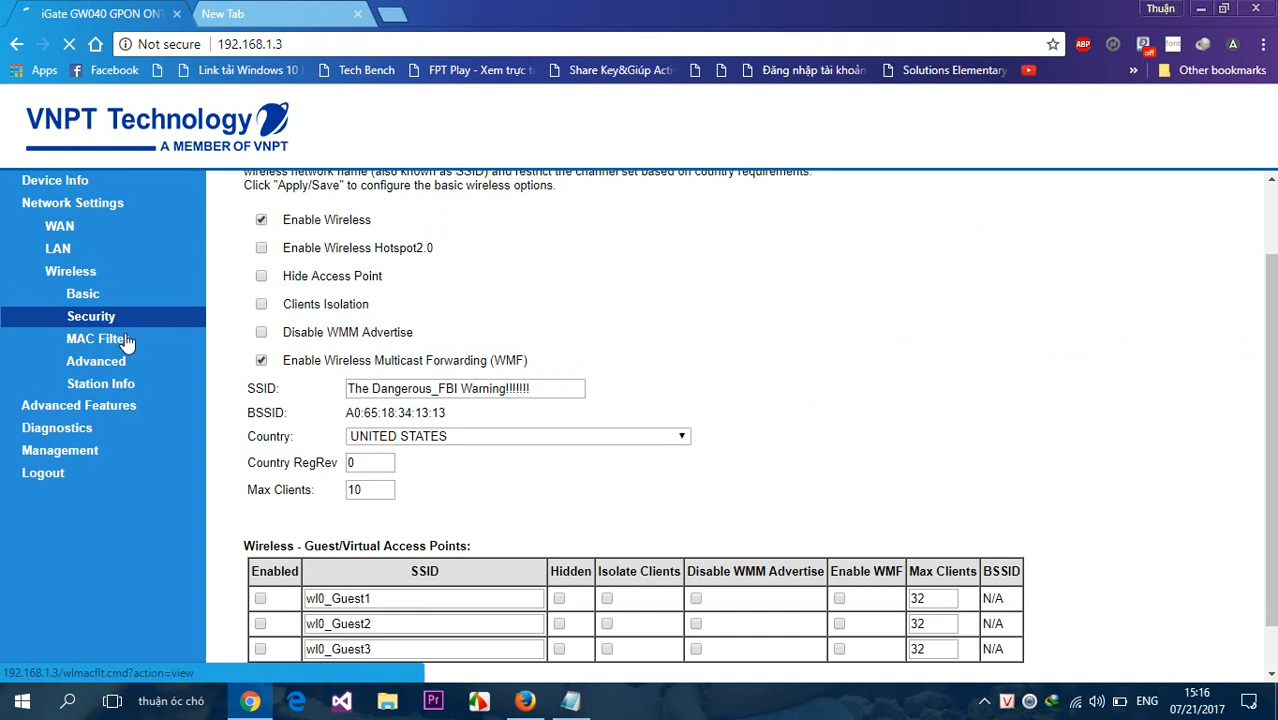 iGate GW040 GPON ONT
New Tab
Thuận
Not secure
192.168.1.3
ABP
off
font
A
Apps
Facebook
Link tải Windows 10
Tech Bench
FPT Play - Xem trực t
Share Key&Giúp Acti
Đăng nhập tài khoản
Solutions Elementary
»
Other bookmarks
VNPT Technology
A MEMBER OF VNPT
Device Info
Network Settings
WAN
LAN
Wireless
Basic
Security
MAC Filte
Advanced
Station Info
Advanced Features
Diagnostics
Management
Logout
wireless network name (also known as SSID) and restrict the channel set based on country requirements.
Click "Apply/Save" to configure the basic wireless options.
Enable Wireless
Enable Wireless Hotspot2.0
Hide Access Point
Clients Isolation
Disable WMM Advertise
Enable Wireless Multicast Forwarding (WMF)
SSID: The Dangerous_FBI Warning!!!!!!!
BSSID: A0:65:18:34:13:13
Country: UNITED STATES
Country RegRev 0
Max Clients: 10
Wireless - Guest/Virtual Access Points:
Enabled SSID Hidden Isolate Clients Disable WMM Advertise Enable WMF Max Clients BSSID
wl0_Guest1 32 N/A
wl0_Guest2 32 N/A
wl0_Guest3 32 N/A
192.168.1.3/wlmacflt.cmd?action=view
thuận óc chó
Pr
V
ENG
15:16
07/21/2017